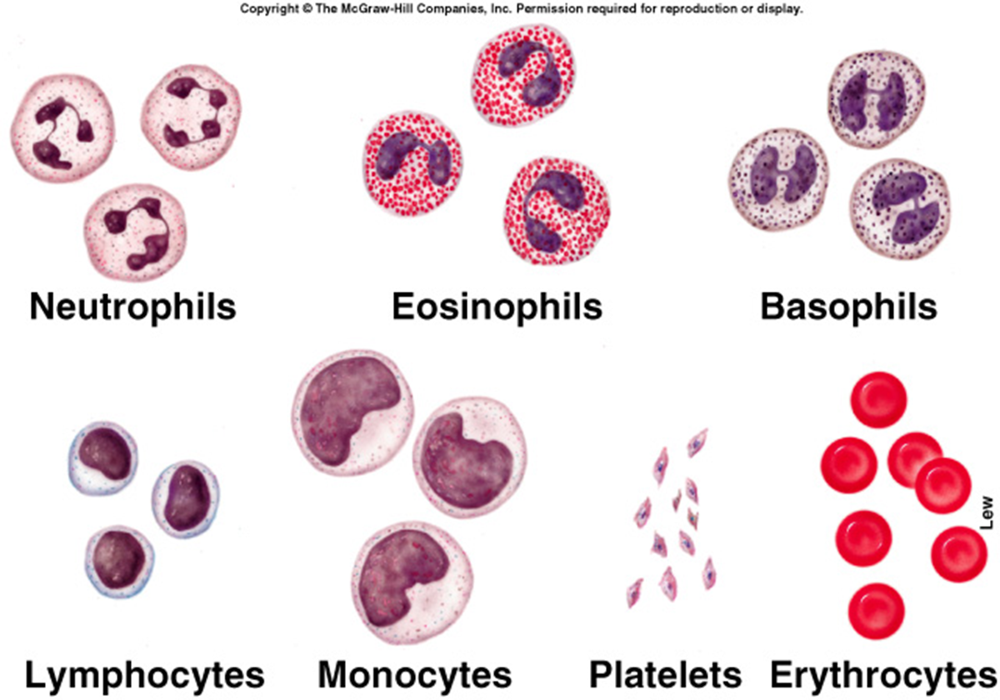 Copyright © The McGraw-Hill Companies, Inc. Permission required for reproduction or display.
Neutrophils
Eosinophils
Basophils
Lew
Lymphocytes
Monocytes
Platelets
Erythrocytes